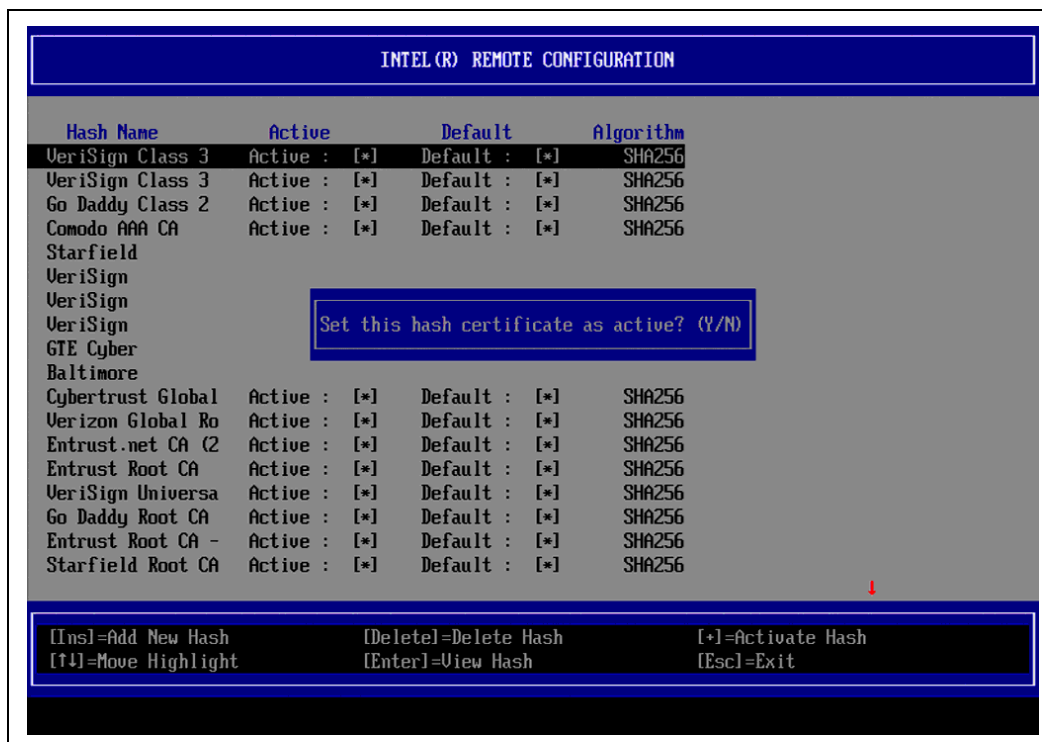 INTEL(R) REMOTE CONFIGURATION
Hash Name Active Default Algorithm
VeriSign Class 3 Active : [*] Default : [*] SHA256
VeriSign Class 3 Active : [*] Default : [*] SHA256
Go Daddy Class 2 Active : [*] Default : [*] SHA256
Comodo AAA CA Active : [*] Default : [*] SHA256
Starfield
VeriSign
VeriSign
VeriSign Set this hash certificate as active? (Y/N)
GTE Cyber
Baltimore
Cybertrust Global Active : [*] Default : [*] SHA256
Verizon Global Ro Active : [*] Default : [*] SHA256
Entrust.net CA (2 Active : [*] Default : [*] SHA256
Entrust Root CA Active : [*] Default : [*] SHA256
VeriSign Universa Active : [*] Default : [*] SHA256
Go Daddy Root CA Active : [*] Default : [*] SHA256
Entrust Root CA - Active : [*] Default : [*] SHA256
Starfield Root CA Active : [*] Default : [*] SHA256
↓
[Ins]=Add New Hash [Delete]=Delete Hash [+]=Activate Hash
[↑↓]=Move Highlight [Enter]=View Hash [Esc]=Exit